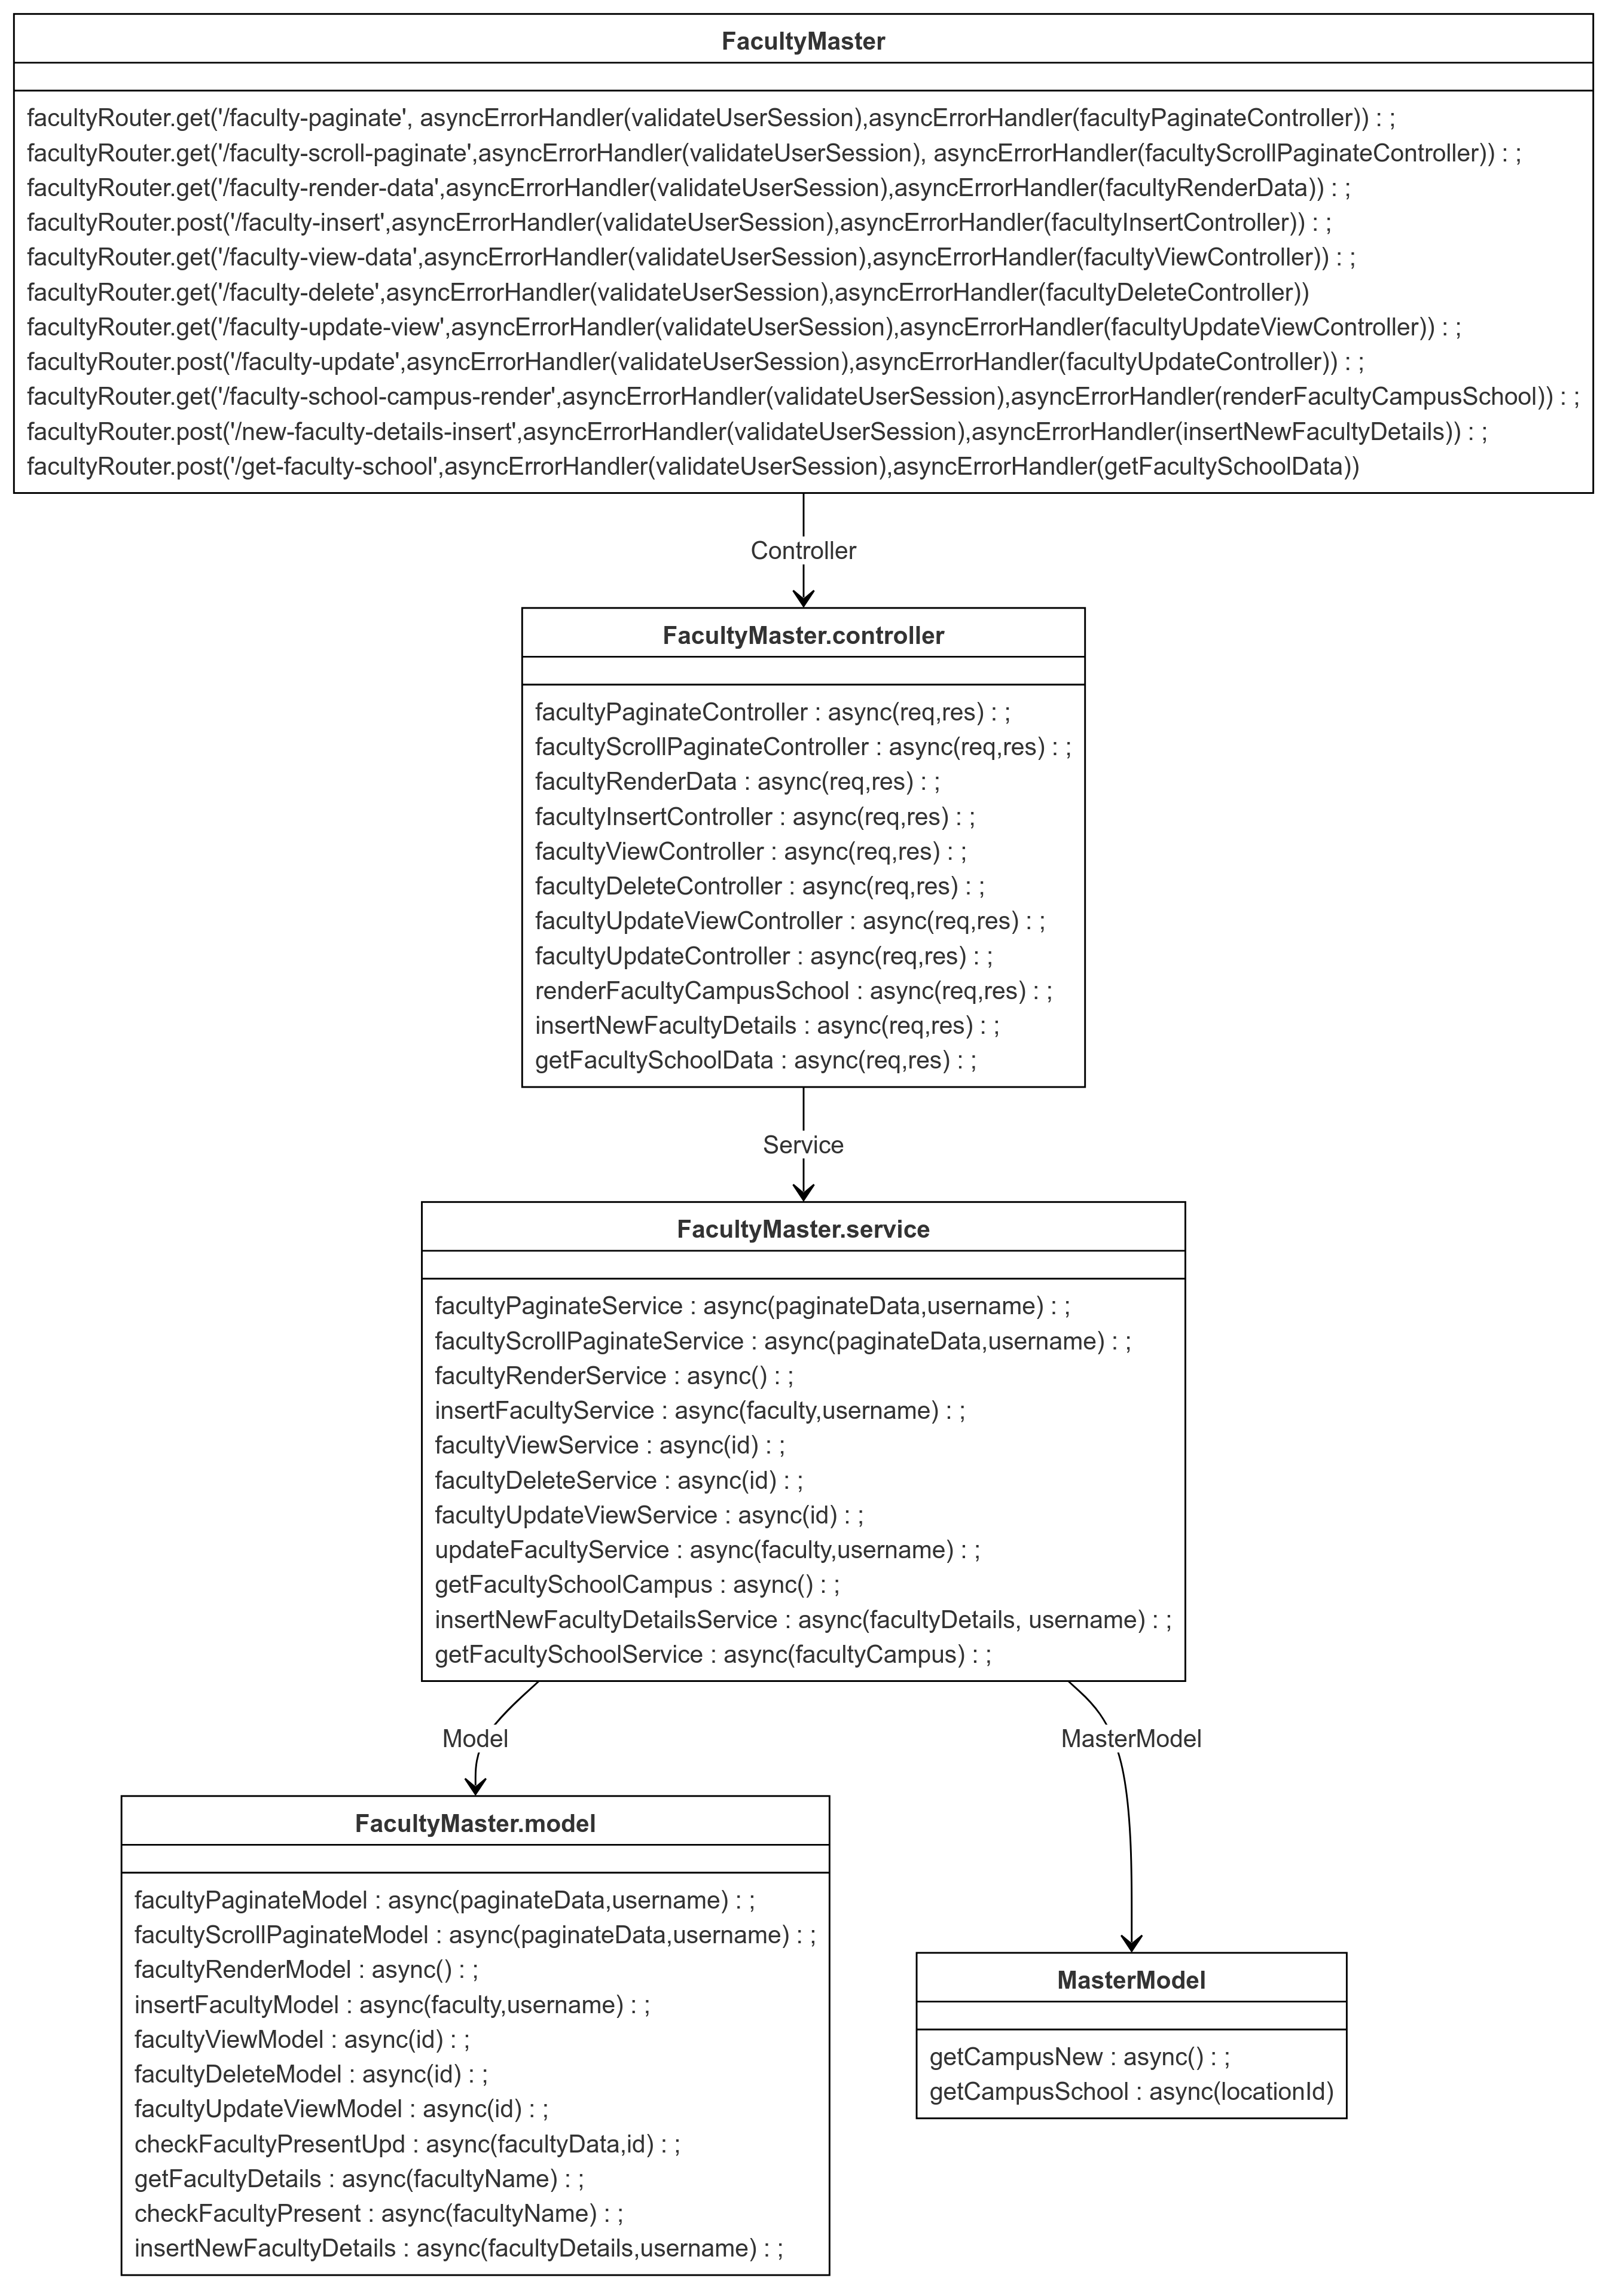 FacultyMaster
facultyRouter.get('/faculty-paginate', asyncErrorHandler(validateUserSession),asyncErrorHandler(facultyPaginateController)) : ;
facultyRouter.get('/faculty-scroll-paginate',asyncErrorHandler(validateUserSession), asyncErrorHandler(facultyScrollPaginateController)) : ;
facultyRouter.get('/faculty-render-data',asyncErrorHandler(validateUserSession),asyncErrorHandler(facultyRenderData)) : ;
facultyRouter.post('/faculty-insert',asyncErrorHandler(validateUserSession),asyncErrorHandler(facultyInsertController)) : ;
facultyRouter.get('/faculty-view-data',asyncErrorHandler(validateUserSession),asyncErrorHandler(facultyViewController)) : ;
facultyRouter.get('/faculty-delete',asyncErrorHandler(validateUserSession),asyncErrorHandler(facultyDeleteController))
facultyRouter.get('/faculty-update-view',asyncErrorHandler(validateUserSession),asyncErrorHandler(facultyUpdateViewController)) : ;
facultyRouter.post('/faculty-update',asyncErrorHandler(validateUserSession),asyncErrorHandler(facultyUpdateController)) : ;
facultyRouter.get('/faculty-school-campus-render',asyncErrorHandler(validateUserSession),asyncErrorHandler(renderFacultyCampusSchool)) : ;
facultyRouter.post('/new-faculty-details-insert',asyncErrorHandler(validateUserSession),asyncErrorHandler(insertNewFacultyDetails)) : ;
facultyRouter.post('/get-faculty-school',asyncErrorHandler(validateUserSession),asyncErrorHandler(getFacultySchoolData))
Controller
FacultyMaster.controller
facultyPaginateController : async(req,res) : ;
facultyScrollPaginateController : async(req,res) : ;
facultyRenderData : async(req,res) : ;
facultyInsertController : async(req,res) : ;
facultyViewController : async(req,res) : ;
facultyDeleteController : async(req,res) : ;
facultyUpdateViewController : async(req,res) : ;
facultyUpdateController : async(req,res) : ;
renderFacultyCampusSchool : async(req,res) : ;
insertNewFacultyDetails : async(req,res) : ;
getFacultySchoolData : async(req,res) : ;
Service
FacultyMaster.service
facultyPaginateService : async(paginateData,username) : ;
facultyScrollPaginateService : async(paginateData,username) : ;
facultyRenderService : async() : ;
insertFacultyService : async(faculty,username) : ;
facultyViewService : async(id) : ;
facultyDeleteService : async(id) : ;
facultyUpdateViewService : async(id) : ;
updateFacultyService : async(faculty,username) : ;
getFacultySchoolCampus : async() : ;
insertNewFacultyDetailsService : async(facultyDetails, username) : ;
getFacultySchoolService : async(facultyCampus) : ;
Model
MasterModel
FacultyMaster.model
facultyPaginateModel : async(paginateData,username) : ;
facultyScrollPaginateModel : async(paginateData,username) : ;
facultyRenderModel : async() : ;
insertFacultyModel : async(faculty,username) : ;
facultyViewModel : async(id) : ;
facultyDeleteModel : async(id) : ;
facultyUpdateViewModel : async(id) : ;
checkFacultyPresentUpd : async(facultyData,id) : ;
getFacultyDetails : async(facultyName) : ;
checkFacultyPresent : async(facultyName) : ;
insertNewFacultyDetails : async(facultyDetails,username) : ;
MasterModel
getCampusNew : async() : ;
getCampusSchool : async(locationId)